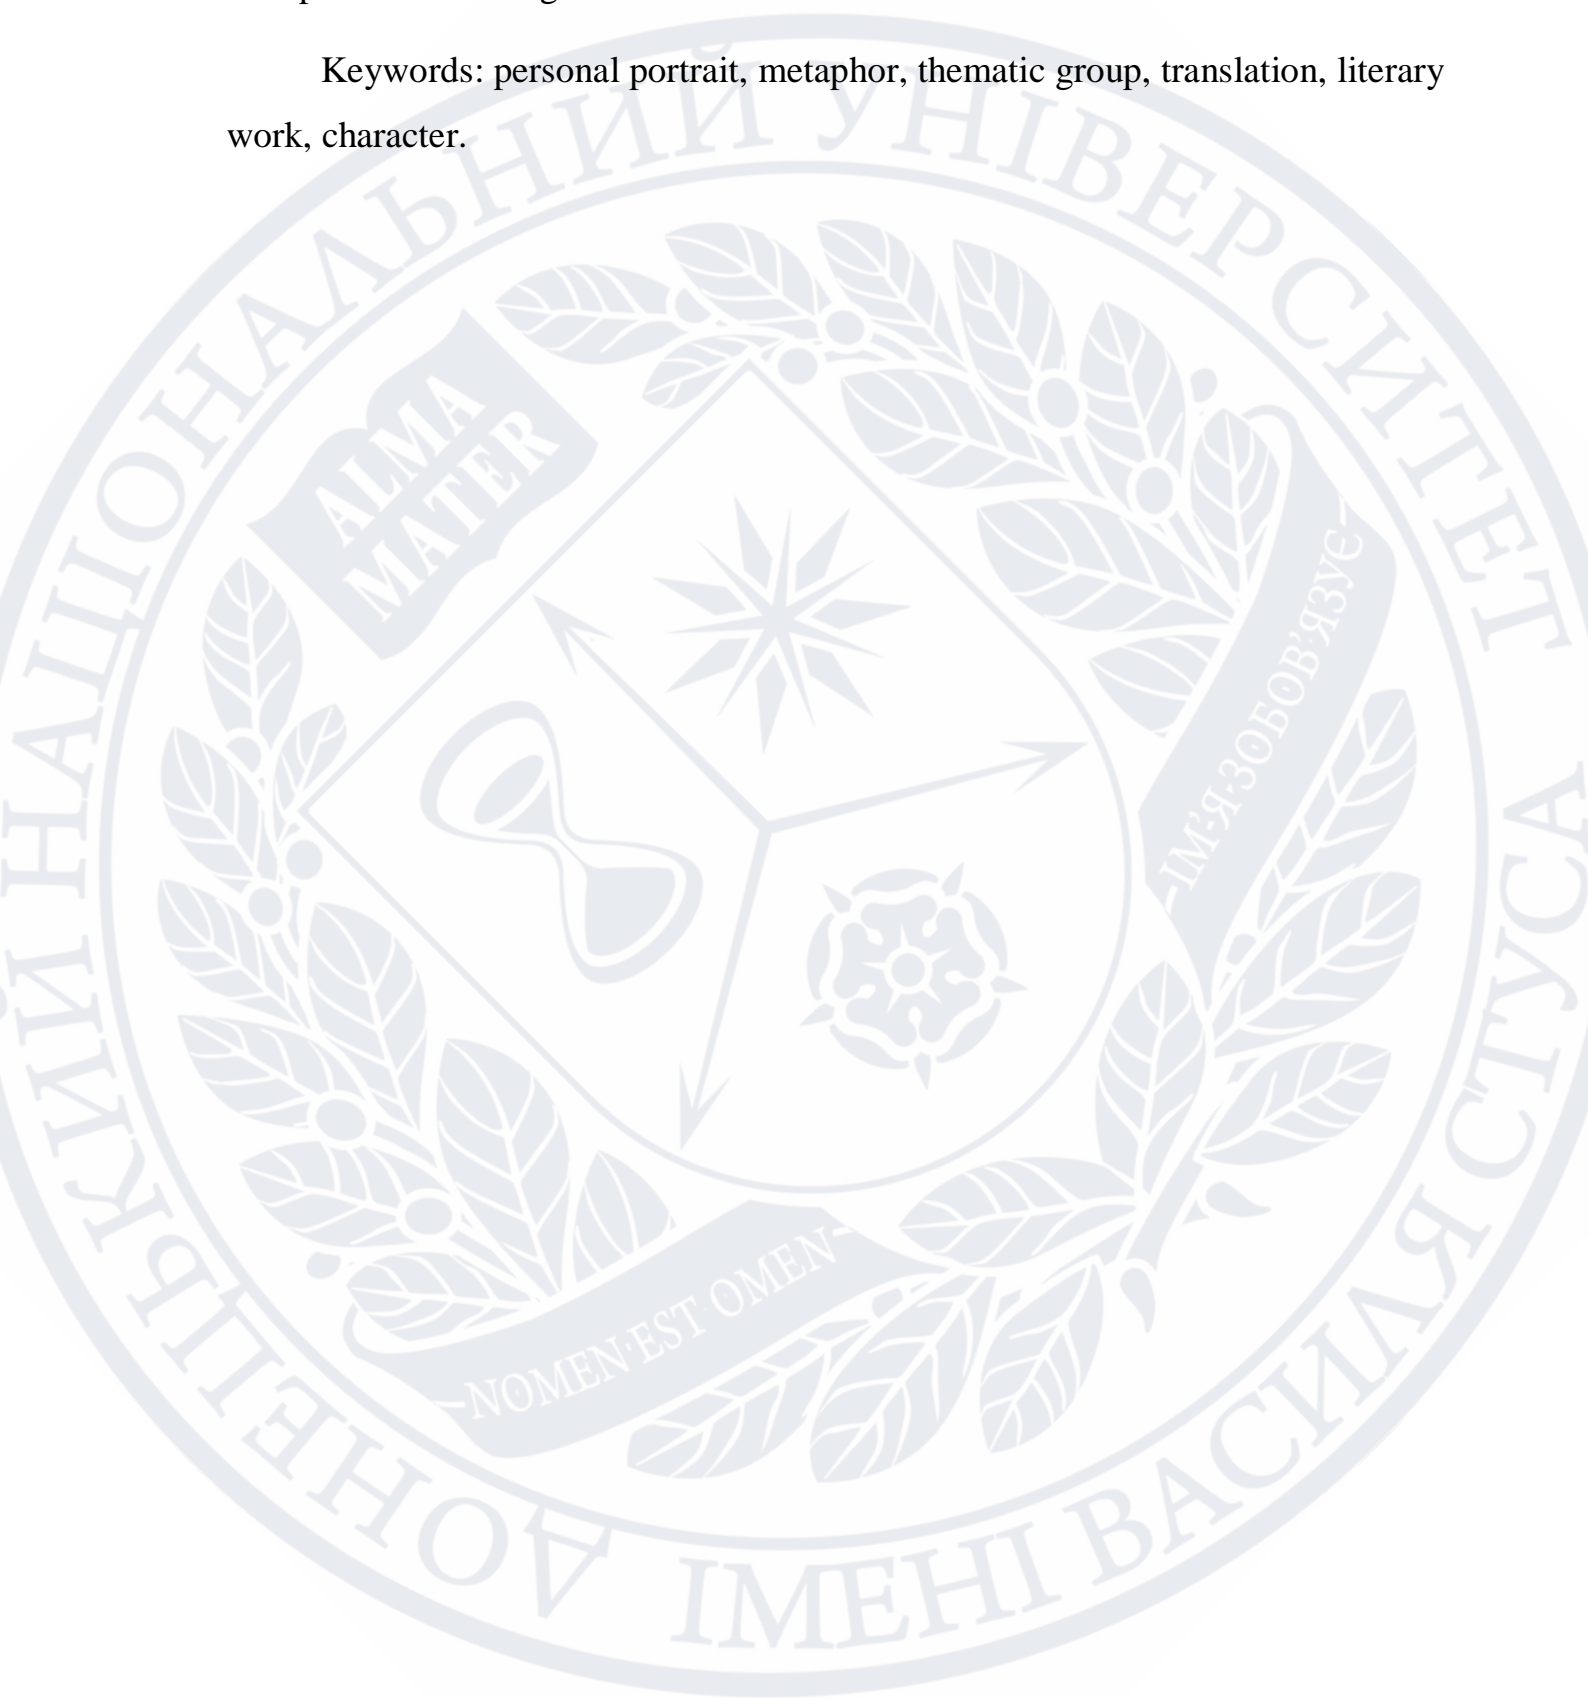 Keywords: personal portrait, metaphor, thematic group, translation, literary
work, character.
ДОНЕЦЬКИЙ НАЦІОНАЛЬНИЙ УНІВЕРСИТЕТ
ІМЕНІ ВАСИЛЯ СТУСА
ALMA
MATER
ІМ'Я·ЗОБОВ'ЯЗУЄ
NOMEN·EST·OMEN